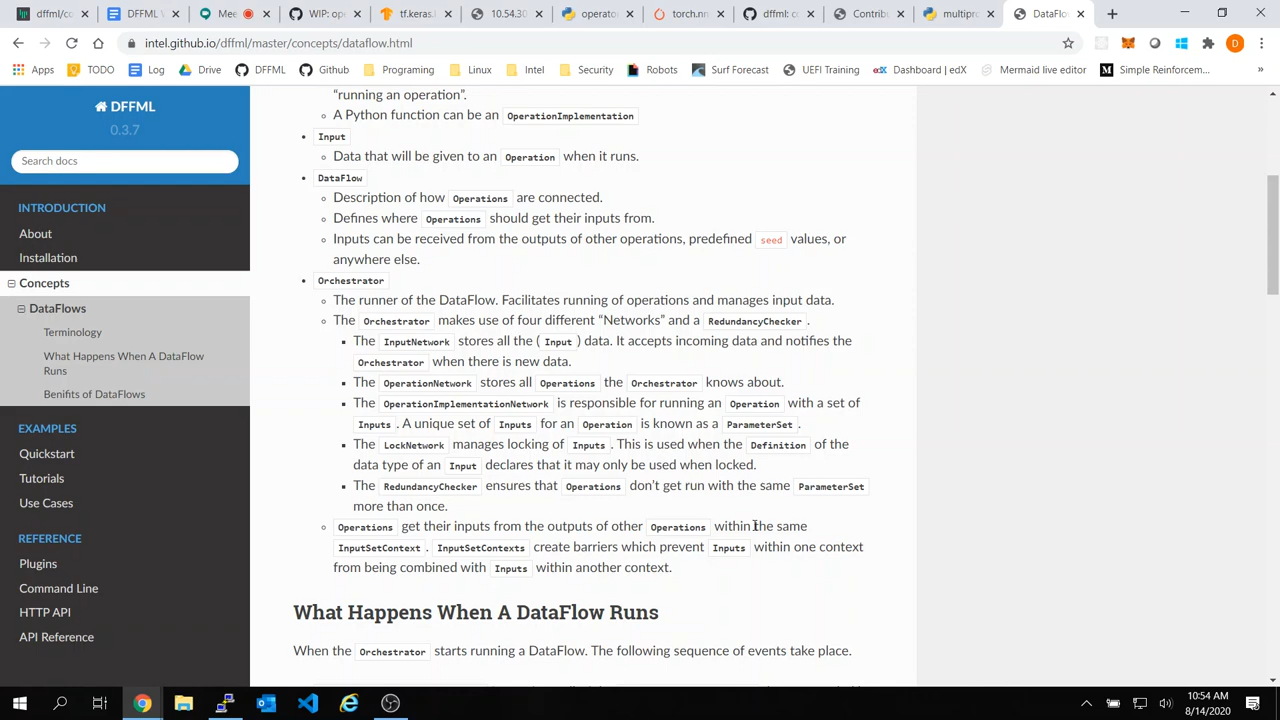 dffml/co
DFFML W
Mee
WIP: ope
tf.keras.l
10.54.30
operato
torch.nn
dffml: co
Contribu
multipro
DataFlow
intel.github.io/dffml/master/concepts/dataflow.html
D
Apps
TODO
Log
Drive
DFFML
Github
Programing
Linux
Intel
Security
Robots
Surf Forecast
UEFI Training
Dashboard | edX
Mermaid live editor
Simple Reinforcem...
»
DFFML
0.3.7
Search docs
INTRODUCTION
About
Installation
Concepts
DataFlows
Terminology
What Happens When A DataFlow
Runs
Benifits of DataFlows
EXAMPLES
Quickstart
Tutorials
Use Cases
REFERENCE
Plugins
Command Line
HTTP API
API Reference
"running an operation".
A Python function can be an OperationImplementation
Input
Data that will be given to an Operation when it runs.
DataFlow
Description of how Operations are connected.
Defines where Operations should get their inputs from.
Inputs can be received from the outputs of other operations, predefined seed values, or
anywhere else.
Orchestrator
The runner of the DataFlow. Facilitates running of operations and manages input data.
The Orchestrator makes use of four different “Networks” and a RedundancyChecker .
The InputNetwork stores all the ( Input ) data. It accepts incoming data and notifies the
Orchestrator when there is new data.
The OperationNetwork stores all Operations the Orchestrator knows about.
The OperationImplementationNetwork is responsible for running an Operation with a set of
Inputs . A unique set of Inputs for an Operation is known as a ParameterSet .
The LockNetwork manages locking of Inputs . This is used when the Definition of the
data type of an Input declares that it may only be used when locked.
The RedundancyChecker ensures that Operations don’t get run with the same ParameterSet
more than once.
Operations get their inputs from the outputs of other Operations within the same
InputSetContext . InputSetContexts create barriers which prevent Inputs within one context
from being combined with Inputs within another context.
What Happens When A DataFlow Runs
When the Orchestrator starts running a DataFlow. The following sequence of events take place.
10:54 AM
8/14/2020